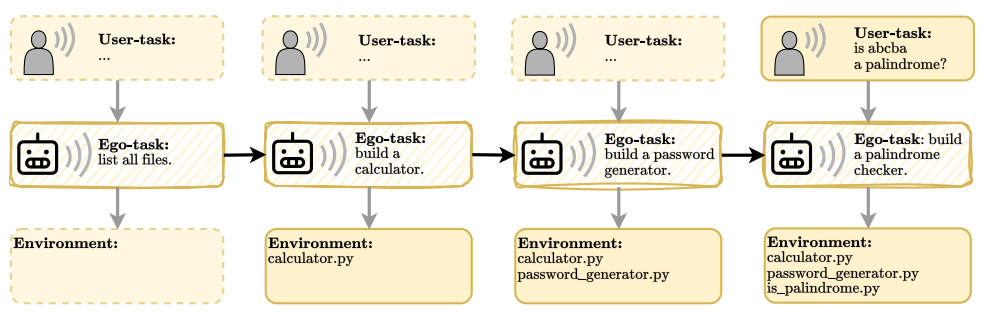 User-task:
...
User-task:
...
User-task:
...
User-task:
is abcba
a palindrome?
Ego-task:
list all files.
Ego-task:
build a
calculator.
Ego-task:
build a password
generator.
Ego-task: build
a palindrome
checker.
Environment:
Environment:
calculator.py
Environment:
calculator.py
password_generator.py
Environment:
calculator.py
password_generator.py
is_palindrome.py